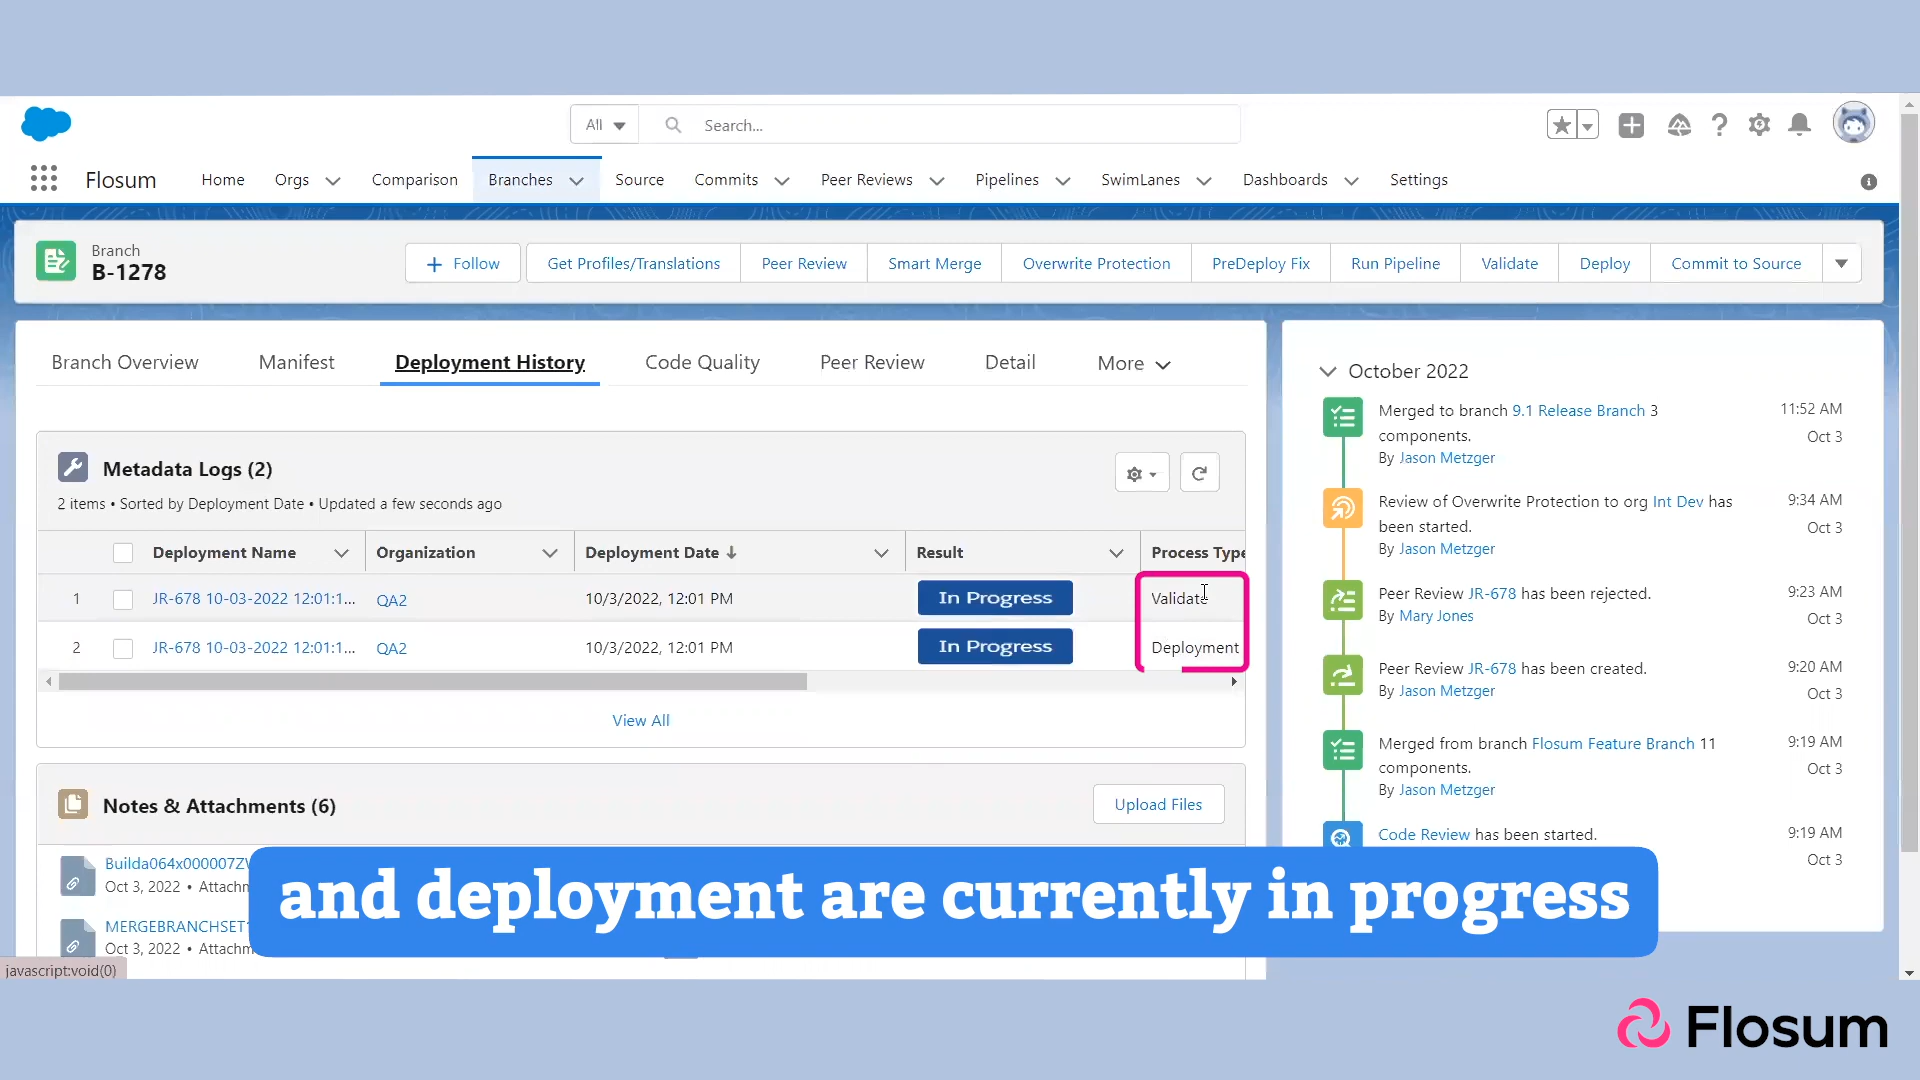 All
Search...
Flosum
Home
Orgs
Comparison
Branches
Source
Commits
Peer Reviews
Pipelines
SwimLanes
Dashboards
Settings
Branch
B-1278
Follow
Get Profiles/Translations
Peer Review
Smart Merge
Overwrite Protection
PreDeploy Fix
Run Pipeline
Validate
Deploy
Commit to Source
Branch Overview
Manifest
Deployment History
Code Quality
Peer Review
Detail
More
Metadata Logs (2)
2 items • Sorted by Deployment Date • Updated a few seconds ago
Deployment Name
Organization
Deployment Date
Result
Process Type
1 JR-678 10-03-2022 12:01:1... QA2 10/3/2022, 12:01 PM In Progress Validate
2 JR-678 10-03-2022 12:01:1... QA2 10/3/2022, 12:01 PM In Progress Deployment
View All
Notes & Attachments (6)
Upload Files
Builda064x000007Z
Oct 3, 2022 • Attachm
MERGEBRANCHSET
Oct 3, 2022 • Attachm
October 2022
Merged to branch 9.1 Release Branch 3
components.
By Jason Metzger
11:52 AM
Oct 3
Review of Overwrite Protection to org Int Dev has
been started.
By Jason Metzger
9:34 AM
Oct 3
Peer Review JR-678 has been rejected.
By Mary Jones
9:23 AM
Oct 3
Peer Review JR-678 has been created.
By Jason Metzger
9:20 AM
Oct 3
Merged from branch Flosum Feature Branch 11
components.
By Jason Metzger
9:19 AM
Oct 3
Code Review has been started.
9:19 AM
Oct 3
and deployment are currently in progress
javascript:void(0)
Flosum